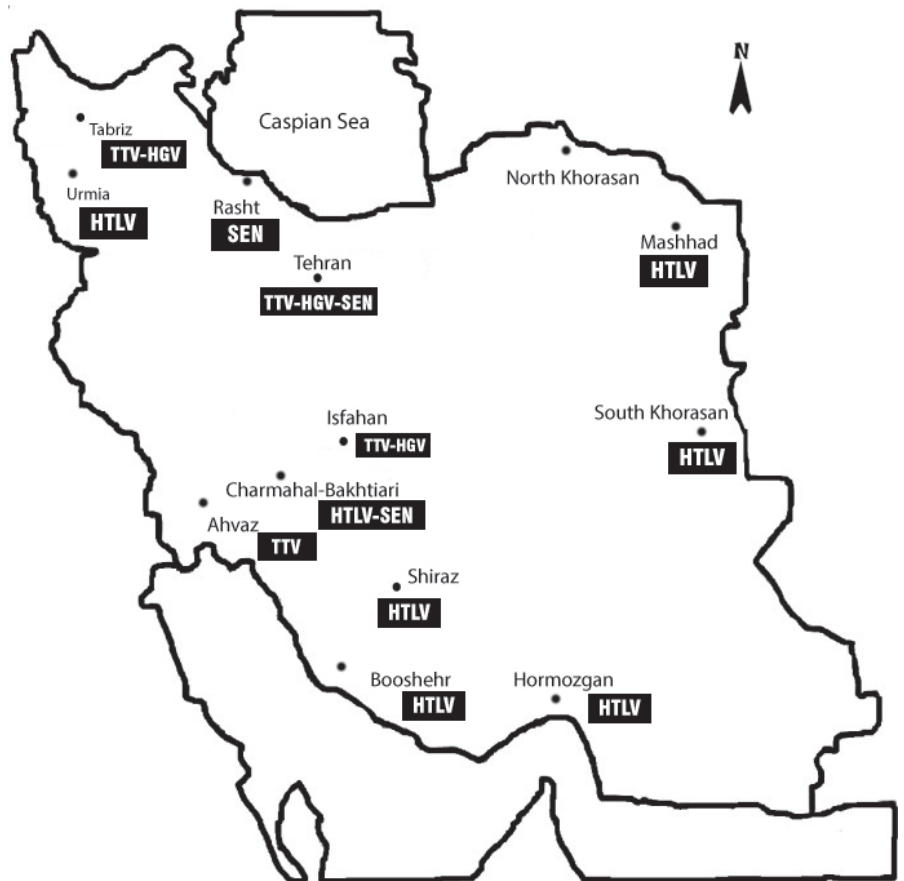 N
Caspian Sea
Tabriz
TTV-HGV
Urmia
HTLV
Rasht
SEN
North Khorasan
Mashhad
HTLV
Tehran
TTV-HGV-SEN
Isfahan
TTV-HGV
South Khorasan
HTLV
Charmahal-Bakhtiari
HTLV-SEN
Ahvaz
TTV
Shiraz
HTLV
Booshehr
HTLV
Hormozgan
HTLV